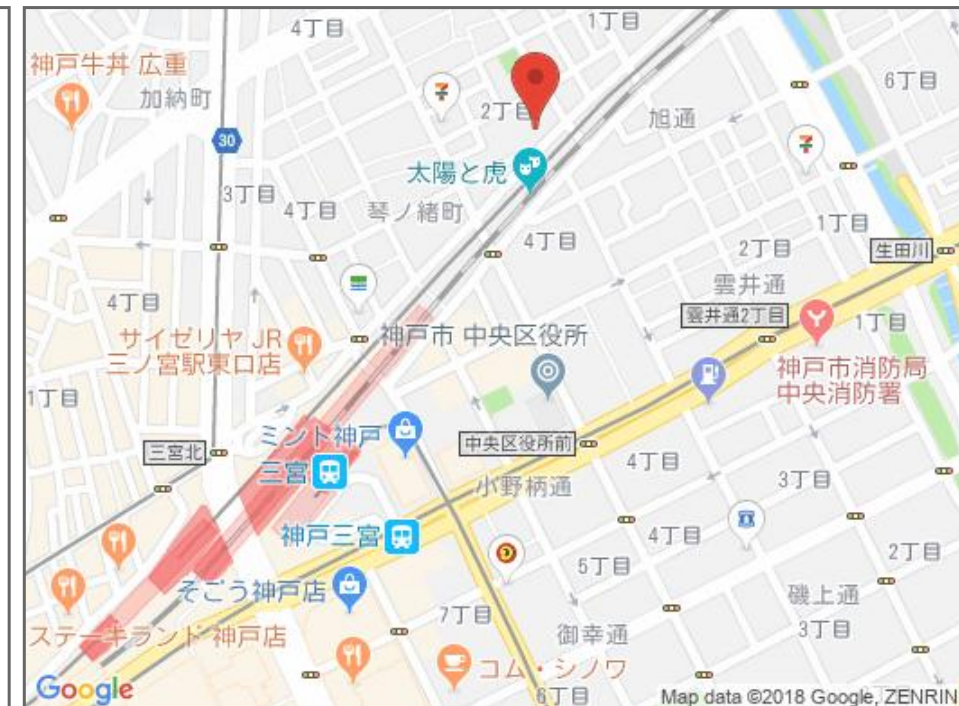 4丁目
1丁目
神戸牛丼 広重
加納町
6丁目
2丁目
旭通
30
太陽と虎
3丁目
4丁目
琴ノ緒町
4丁目
1丁目
2丁目
生田川
雲井通
4丁目
雲井通2丁目
1丁目
サイゼリヤ JR
三ノ宮駅東口店
神戸市 中央区役所
神戸市消防局
中央消防署
1丁目
ミント神戸
三宮北
中央区役所前
三宮
4丁目
3丁目
小野柄通
神戸三宮
4丁目
2丁目
5丁目
そごう神戸店
磯上通
7丁目
御幸通
3丁目
ステーキランド 神戸店
コム・シノワ
6丁目
Google
Map data ©2018 Google, ZENRIN